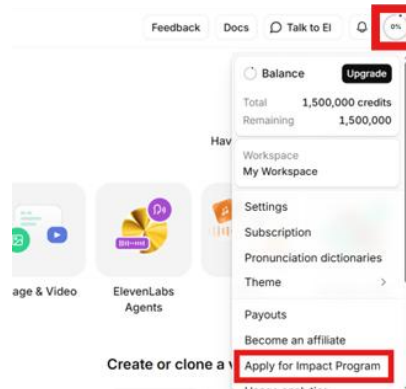 Feedback Docs Talk to El 0%
Balance Upgrade
Total 1,500,000 credits
Remaining 1,500,000
Hav
Workspace
My Workspace
Settings
Subscription
Pronunciation dictionaries
Theme
age & Video
ElevenLabs
Agents
Payouts
Become an affiliate
Create or clone a v
Apply for Impact Program
Usage analytics